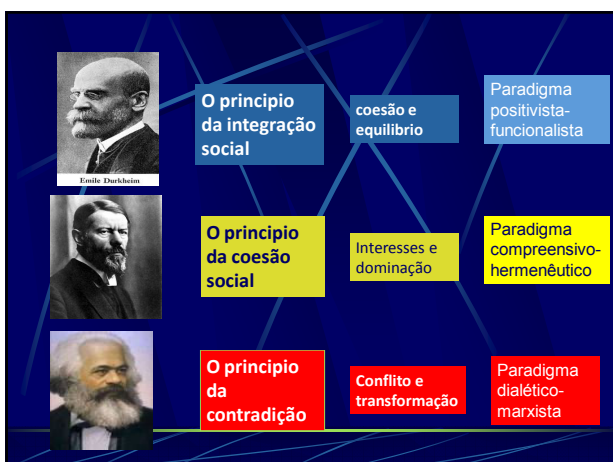 Emile Durkheim
O principio
da integração
social
coesão e
equilibrio
Paradigma
positivista-
funcionalista
O principio
da coesão
social
Interesses e
dominação
Paradigma
compreensivo-
hermenêutico
O principio
da
contradição
Conflito e
transformação
Paradigma
dialético-
marxista